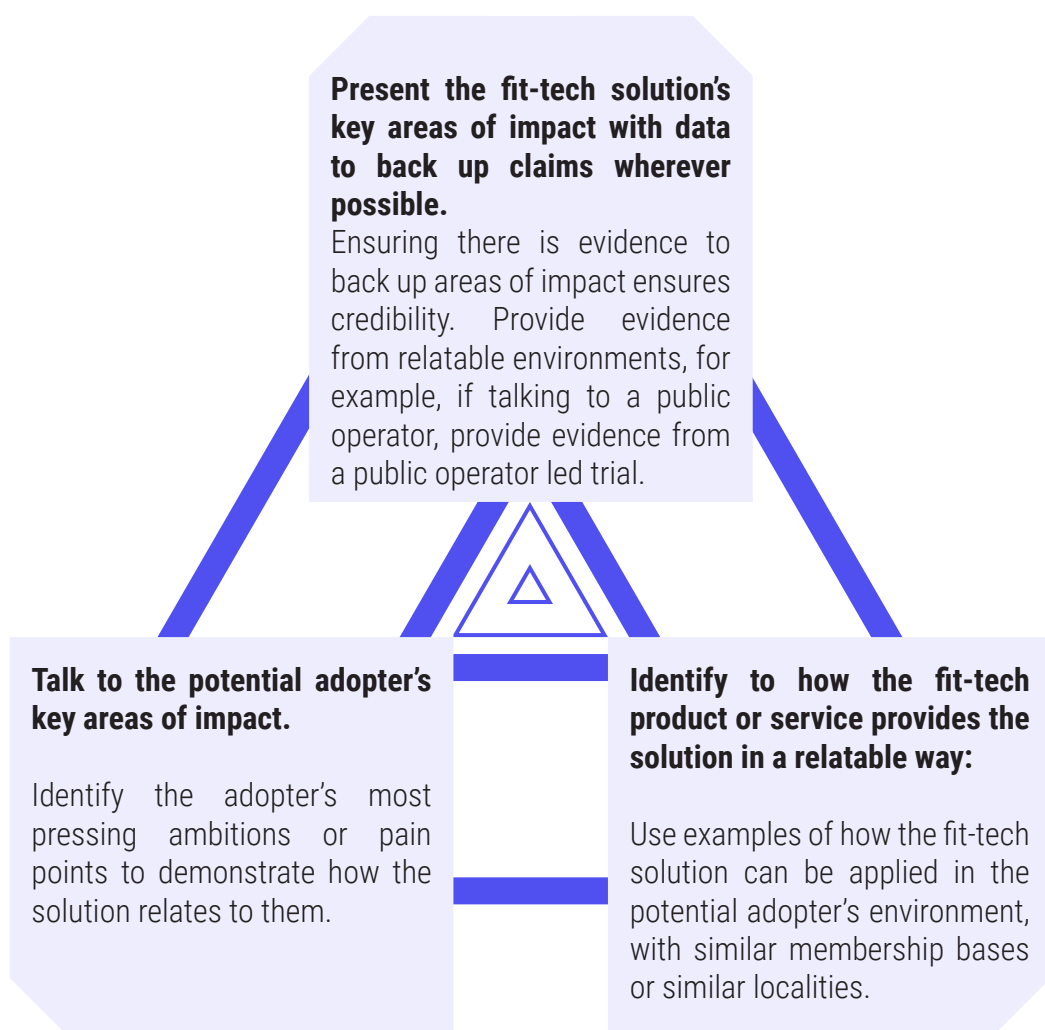 Present the fit-tech solution's
key areas of impact with data
to back up claims wherever
possible.
Ensuring there is evidence to
back up areas of impact ensures
credibility. Provide evidence
from relatable environments, for
example, if talking to a public
operator, provide evidence from
a public operator led trial.
Talk to the potential adopter's
key areas of impact.
Identify the adopter's most
pressing ambitions or pain
points to demonstrate how the
solution relates to them.
Identify to how the fit-tech
product or service provides the
solution in a relatable way:
Use examples of how the fit-tech
solution can be applied in the
potential adopter's environment,
with similar membership bases
or similar localities.